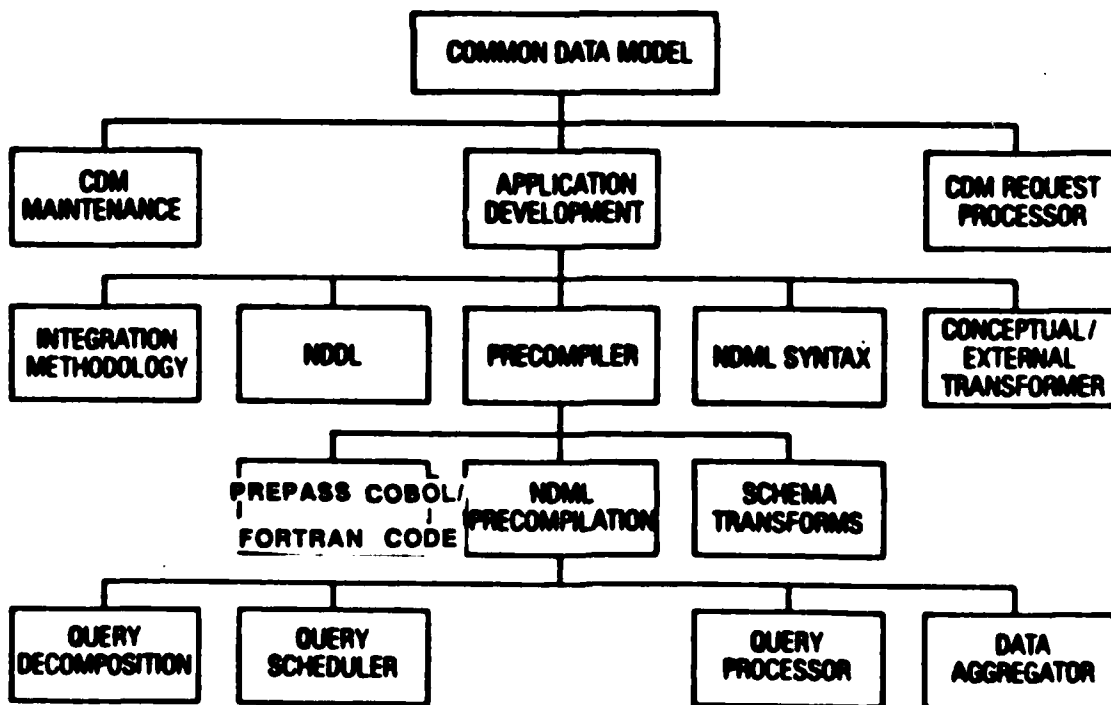 COMMON DATA MODEL
CDM
MAINTENANCE
APPLICATION
DEVELOPMENT
CDM REQUEST
PROCESSOR
INTEGRATION
METHODOLOGY
NDDL
PRECOMPILER
NDML SYNTAX
CONCEPTUAL/
EXTERNAL
TRANSFORMER
PREPASS COBOL/
FORTRAN CODE
NDML
PRECOMPILATION
SCHEMA
TRANSFORMS
QUERY
DECOMPOSITION
QUERY
SCHEDULER
QUERY
PROCESSOR
DATA
AGGREGATOR